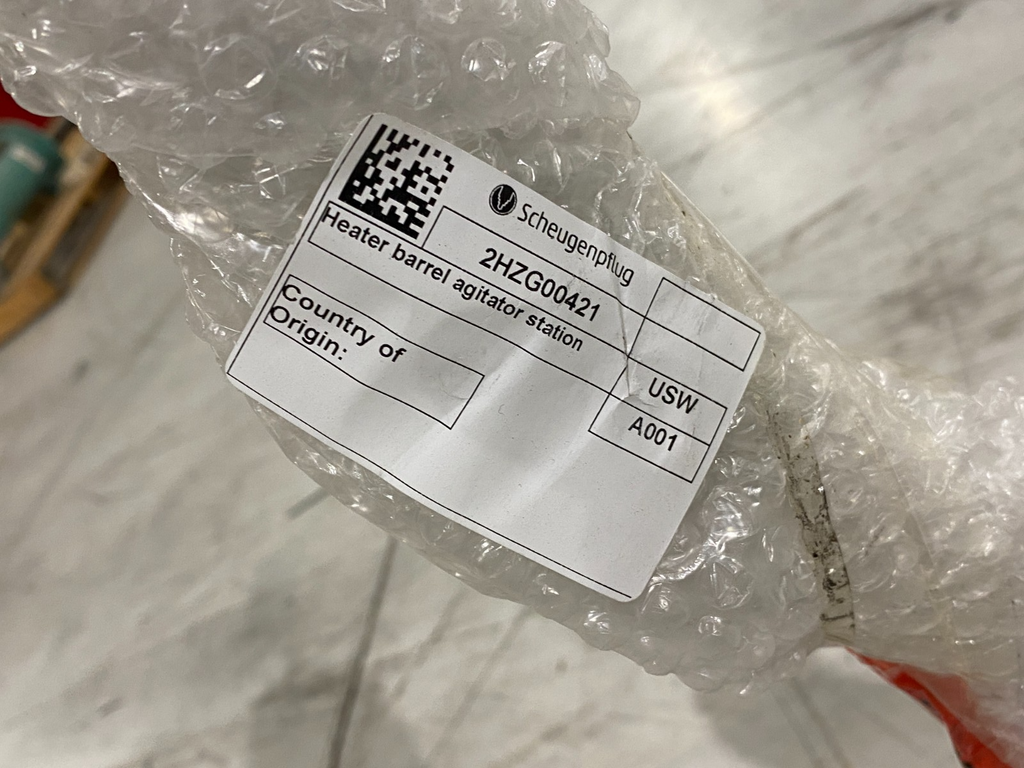 Scheugenpflug
2HZG00421
Heater barrel agitator station
USW
Country of
Origin:
A001